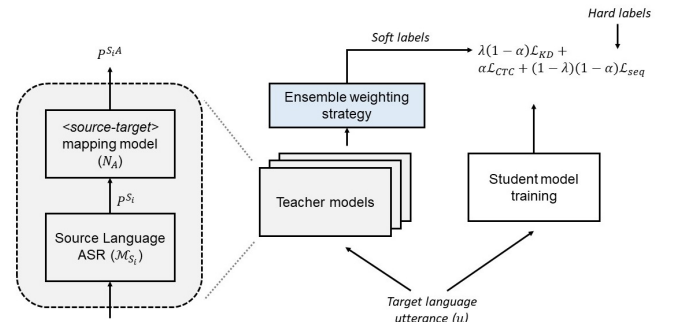 Hard labels
Soft labels
λ(1 − α)ℒ_KD +
αℒ_CTC + (1 − λ)(1 − α)ℒ_seq
P^{S_iA}
Ensemble weighting
strategy
<source-target>
mapping model
(N_A)
P^{S_i}
Teacher models
Student model
training
Source Language
ASR (ℳ_{S_i})
Target language
utterance (u)